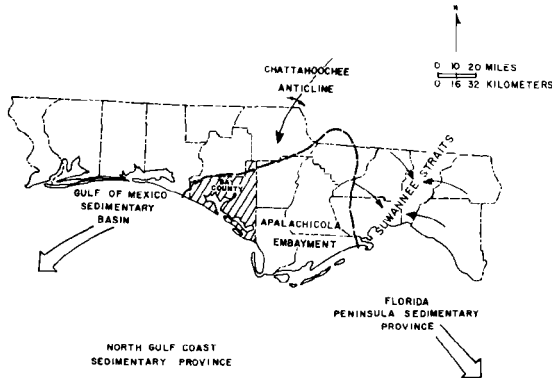 N
CHATTAHOOCHEE
ANTICLINE
0 10 20 MILES
0 16 32 KILOMETERS
BAY
COUNTY
GULF OF MEXICO
SEDIMENTARY
BASIN
APALACHICOLA
EMBAYMENT
SUWANNEE STRAITS
FLORIDA
PENINSULA SEDIMENTARY
PROVINCE
NORTH GULF COAST
SEDIMENTARY PROVINCE